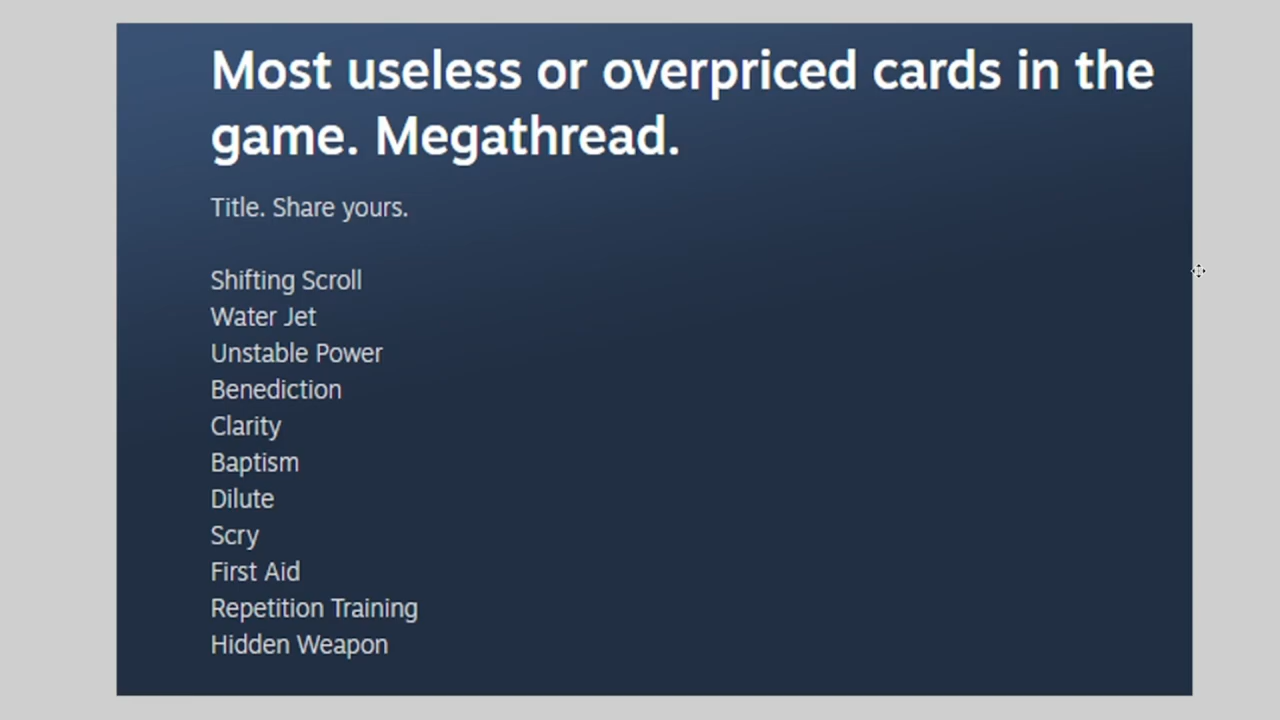 Most useless or overpriced cards in the
game. Megathread.
Title. Share yours.
Shifting Scroll
Water Jet
Unstable Power
Benediction
Clarity
Baptism
Dilute
Scry
First Aid
Repetition Training
Hidden Weapon